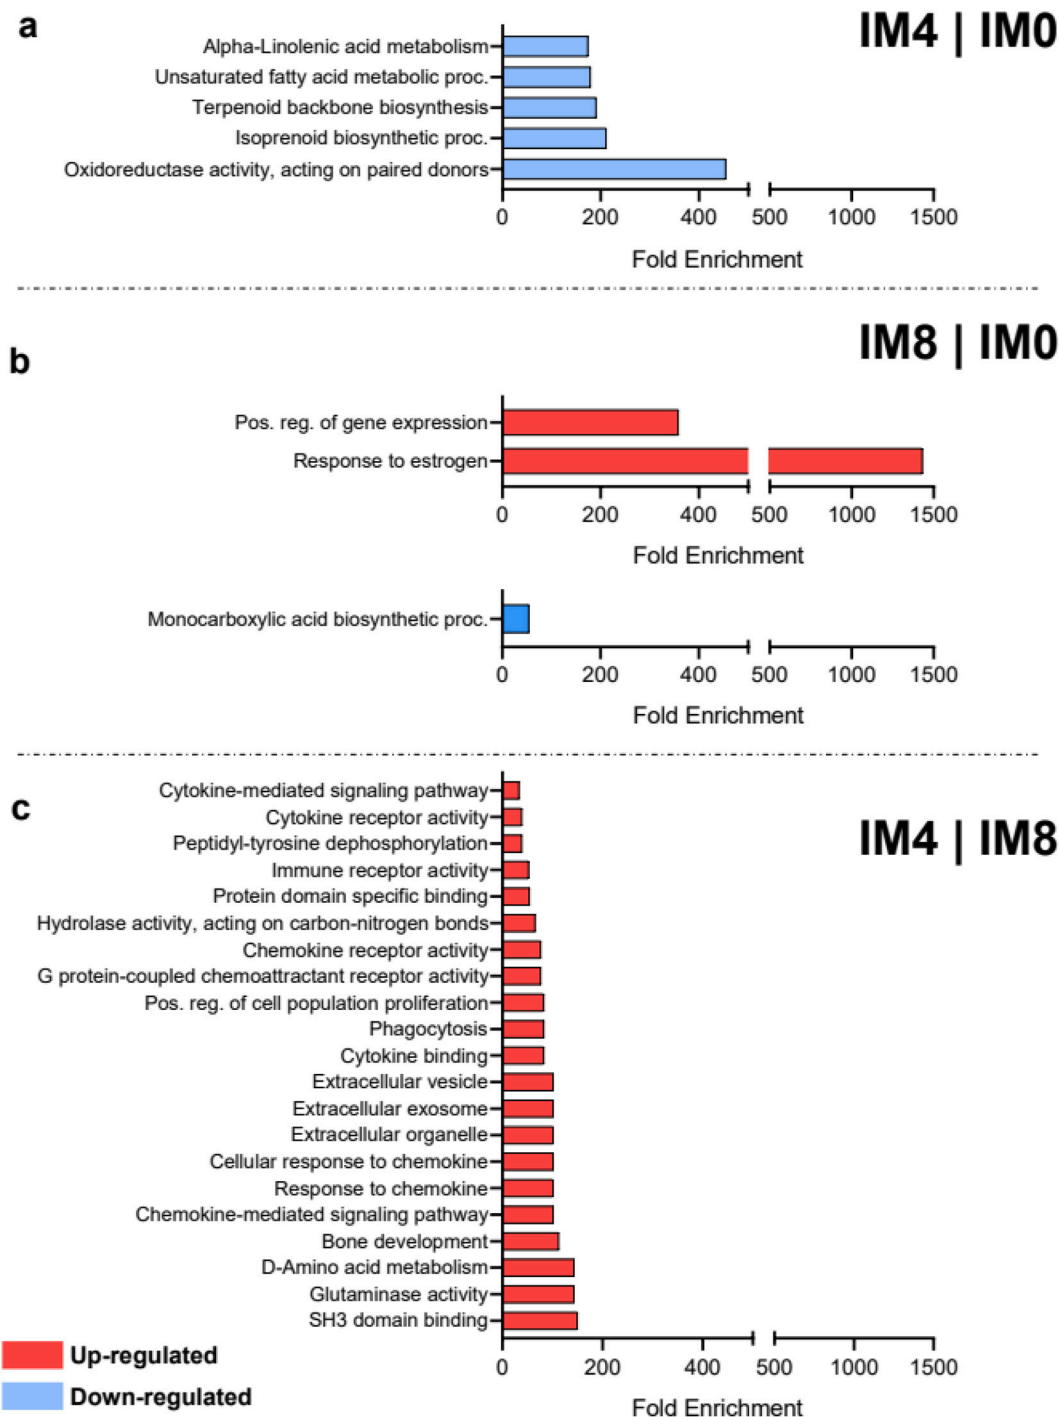 a
IM4 | IM0
Alpha-Linolenic acid metabolism
Unsaturated fatty acid metabolic proc.
Terpenoid backbone biosynthesis
Isoprenoid biosynthetic proc.
Oxidoreductase activity, acting on paired donors
0 200 400 500 1000 1500
Fold Enrichment
b
IM8 | IM0
Pos. reg. of gene expression
Response to estrogen
0 200 400 500 1000 1500
Fold Enrichment
Monocarboxylic acid biosynthetic proc.
0 200 400 500 1000 1500
Fold Enrichment
c
IM4 | IM8
Cytokine-mediated signaling pathway
Cytokine receptor activity
Peptidyl-tyrosine dephosphorylation
Immune receptor activity
Protein domain specific binding
Hydrolase activity, acting on carbon-nitrogen bonds
Chemokine receptor activity
G protein-coupled chemoattractant receptor activity
Pos. reg. of cell population proliferation
Phagocytosis
Cytokine binding
Extracellular vesicle
Extracellular exosome
Extracellular organelle
Cellular response to chemokine
Response to chemokine
Chemokine-mediated signaling pathway
Bone development
D-Amino acid metabolism
Glutaminase activity
SH3 domain binding
0 200 400 500 1000 1500
Fold Enrichment
Up-regulated
Down-regulated